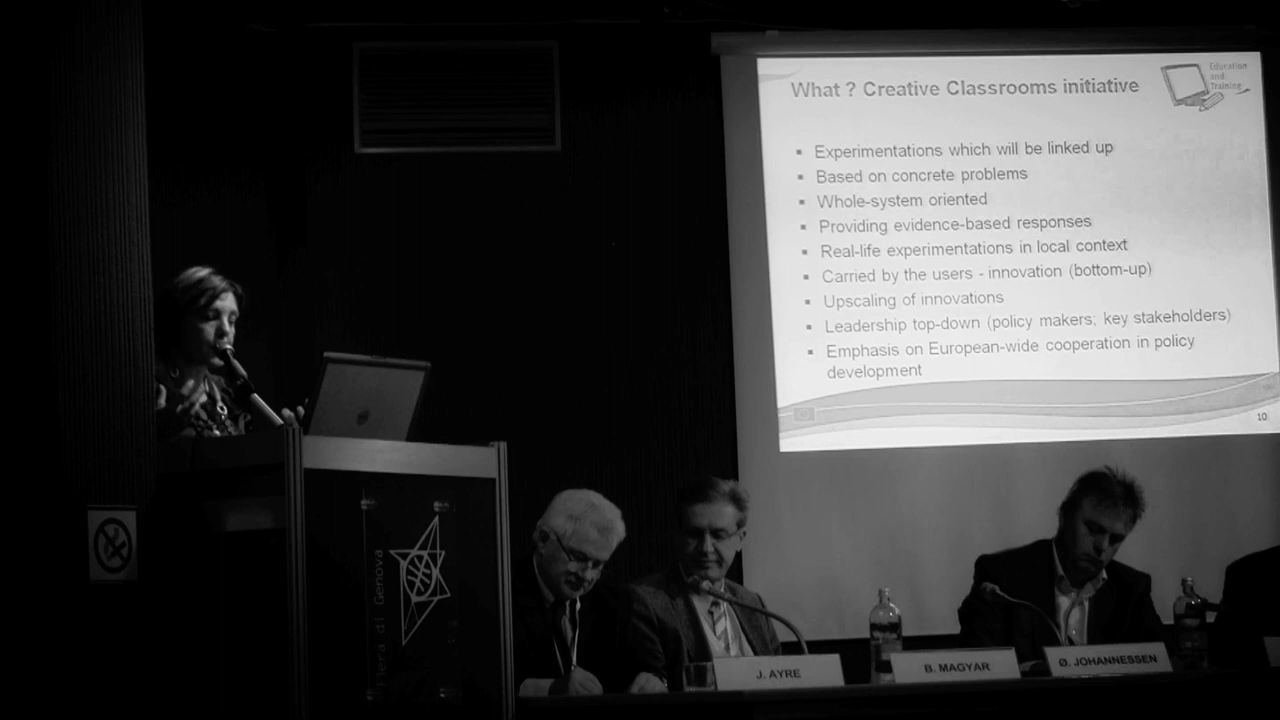 What ? Creative Classrooms initiative
Education
and
Training
Experimentations which will be linked up
Based on concrete problems
Whole-system oriented
Providing evidence-based responses
Real-life experimentations in local context
Carried by the users - innovation (bottom-up)
Upscaling of innovations
Leadership top-down (policy makers; key stakeholders)
Emphasis on European-wide cooperation in policy
development
10
Fiera di Genova
J. AYRE
B. MAGYAR
Ø. JOHANNESSEN